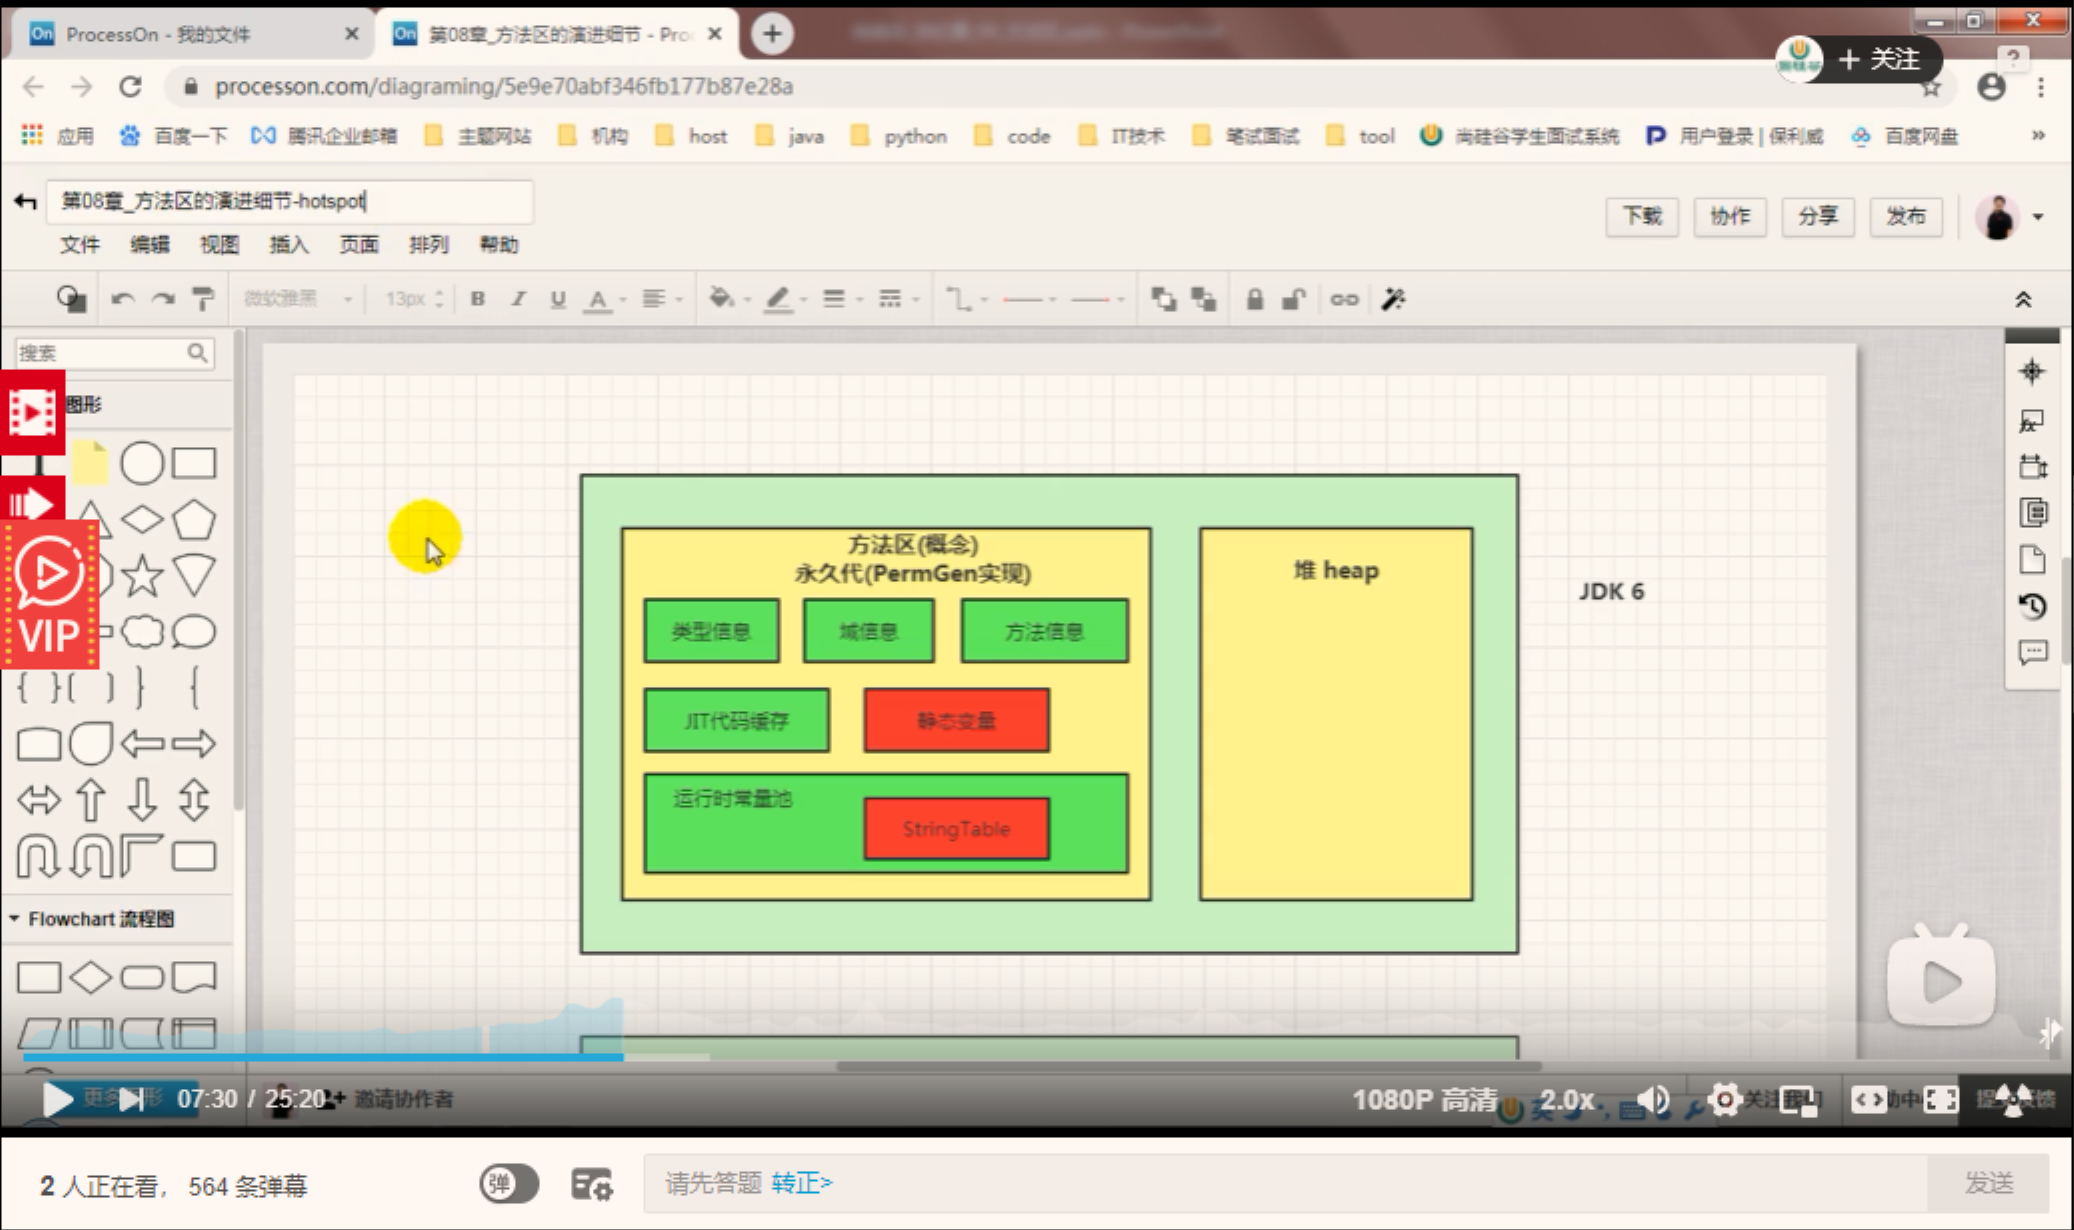 ProcessOn - 我的文件
第08章_方法区的演进细节 - Pro
+ 关注
processon.com/diagraming/5e9e70abf346fb177b87e28a
应用 百度一下 腾讯企业邮箱 主题网站 机构 host java python code IT技术 笔试面试 tool 尚硅谷学生面试系统 用户登录 | 保利威 百度网盘 »
第08章_方法区的演进细节-hotspot
下载 协作 分享 发布
文件 编辑 视图 插入 页面 排列 帮助
微软雅黑 13px B I U A
搜索
图形
VIP
Flowchart 流程图
方法区(概念)
永久代(PermGen实现)
类型信息 域信息 方法信息
JIT代码缓存 静态变量
运行时常量池
StringTable
堆 heap
JDK 6
07:30 / 25:20
邀请协作者
1080P 高清 2.0x
英
2 人正在看， 564 条弹幕
弹
请先答题 转正>
发送